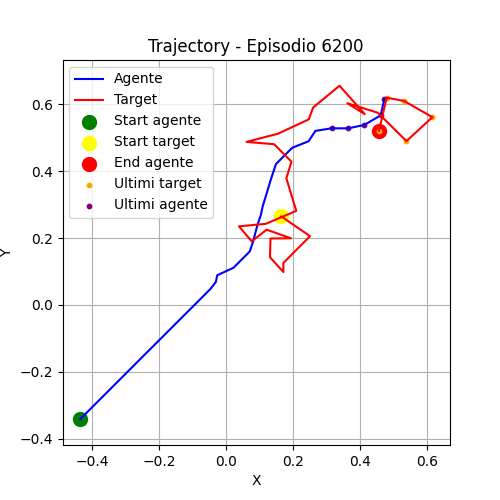 Trajectory - Episodio 6200
Agente
Target
Start agente
Start target
End agente
Ultimi target
Ultimi agente
0.6
0.4
0.2
0.0
−0.2
−0.4
Y
−0.4 −0.2 0.0 0.2 0.4 0.6
X